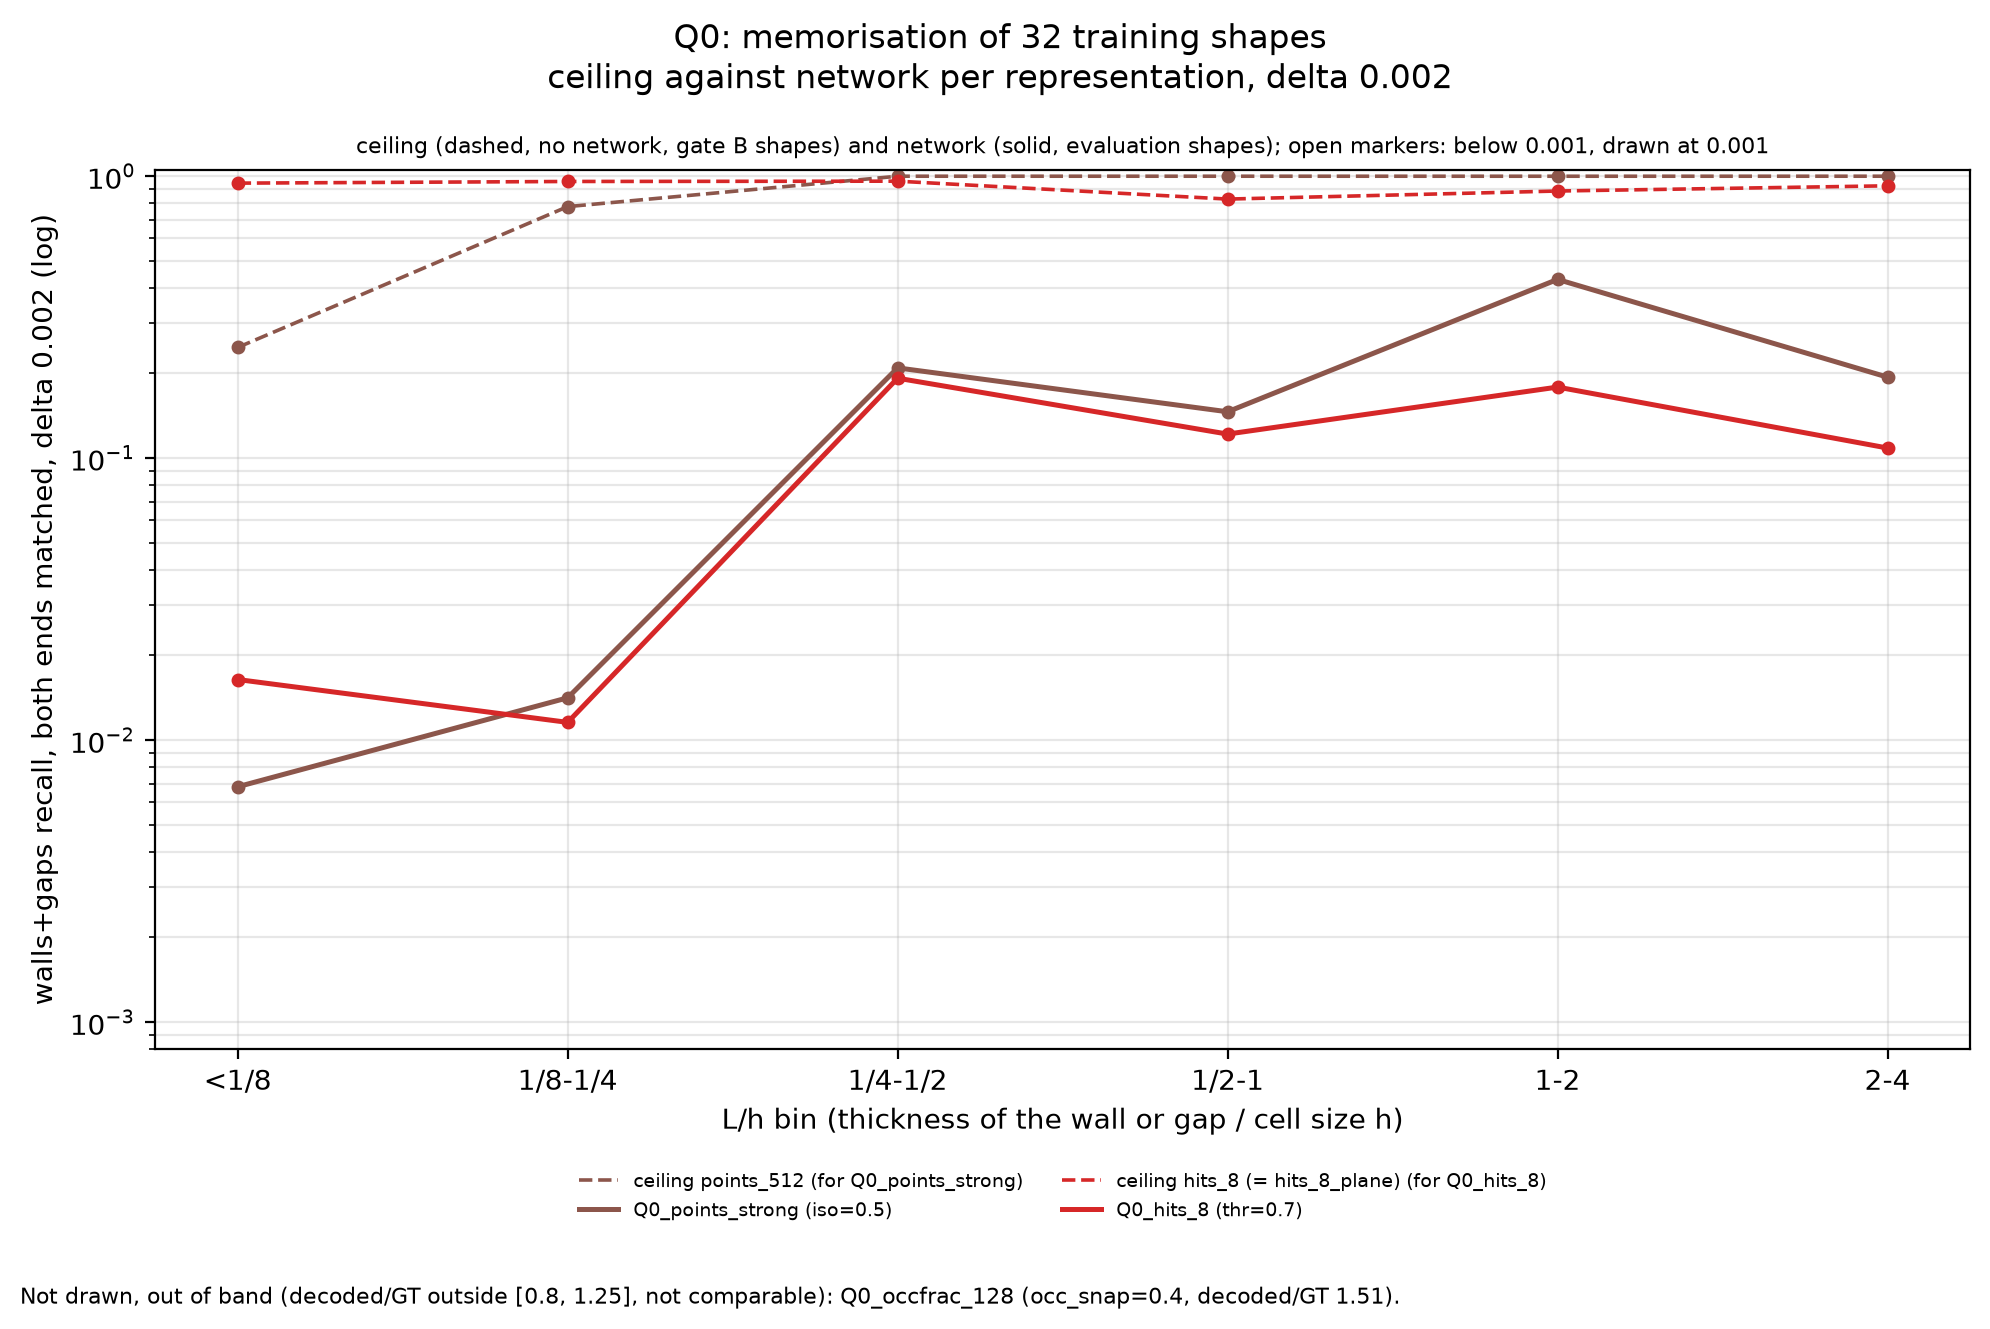 Q0: memorisation of 32 training shapes
ceiling against network per representation, delta 0.002
ceiling (dashed, no network, gate B shapes) and network (solid, evaluation shapes); open markers: below 0.001, drawn at 0.001
walls+gaps recall, both ends matched, delta 0.002 (log)
10⁰
10⁻¹
10⁻²
10⁻³
<1/8
1/8-1/4
1/4-1/2
1/2-1
1-2
2-4
L/h bin (thickness of the wall or gap / cell size h)
ceiling points_512 (for Q0_points_strong)
Q0_points_strong (iso=0.5)
ceiling hits_8 (= hits_8_plane) (for Q0_hits_8)
Q0_hits_8 (thr=0.7)
Not drawn, out of band (decoded/GT outside [0.8, 1.25], not comparable): Q0_occfrac_128 (occ_snap=0.4, decoded/GT 1.51).